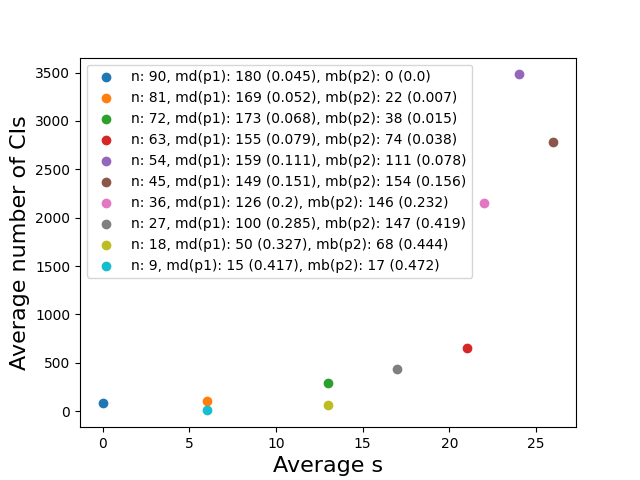 3500
3000
2500
2000
1500
1000
500
0
Average number of CIs
n: 90, md(p1): 180 (0.045), mb(p2): 0 (0.0)
n: 81, md(p1): 169 (0.052), mb(p2): 22 (0.007)
n: 72, md(p1): 173 (0.068), mb(p2): 38 (0.015)
n: 63, md(p1): 155 (0.079), mb(p2): 74 (0.038)
n: 54, md(p1): 159 (0.111), mb(p2): 111 (0.078)
n: 45, md(p1): 149 (0.151), mb(p2): 154 (0.156)
n: 36, md(p1): 126 (0.2), mb(p2): 146 (0.232)
n: 27, md(p1): 100 (0.285), mb(p2): 147 (0.419)
n: 18, md(p1): 50 (0.327), mb(p2): 68 (0.444)
n: 9, md(p1): 15 (0.417), mb(p2): 17 (0.472)
0 5 10 15 20 25
Average s